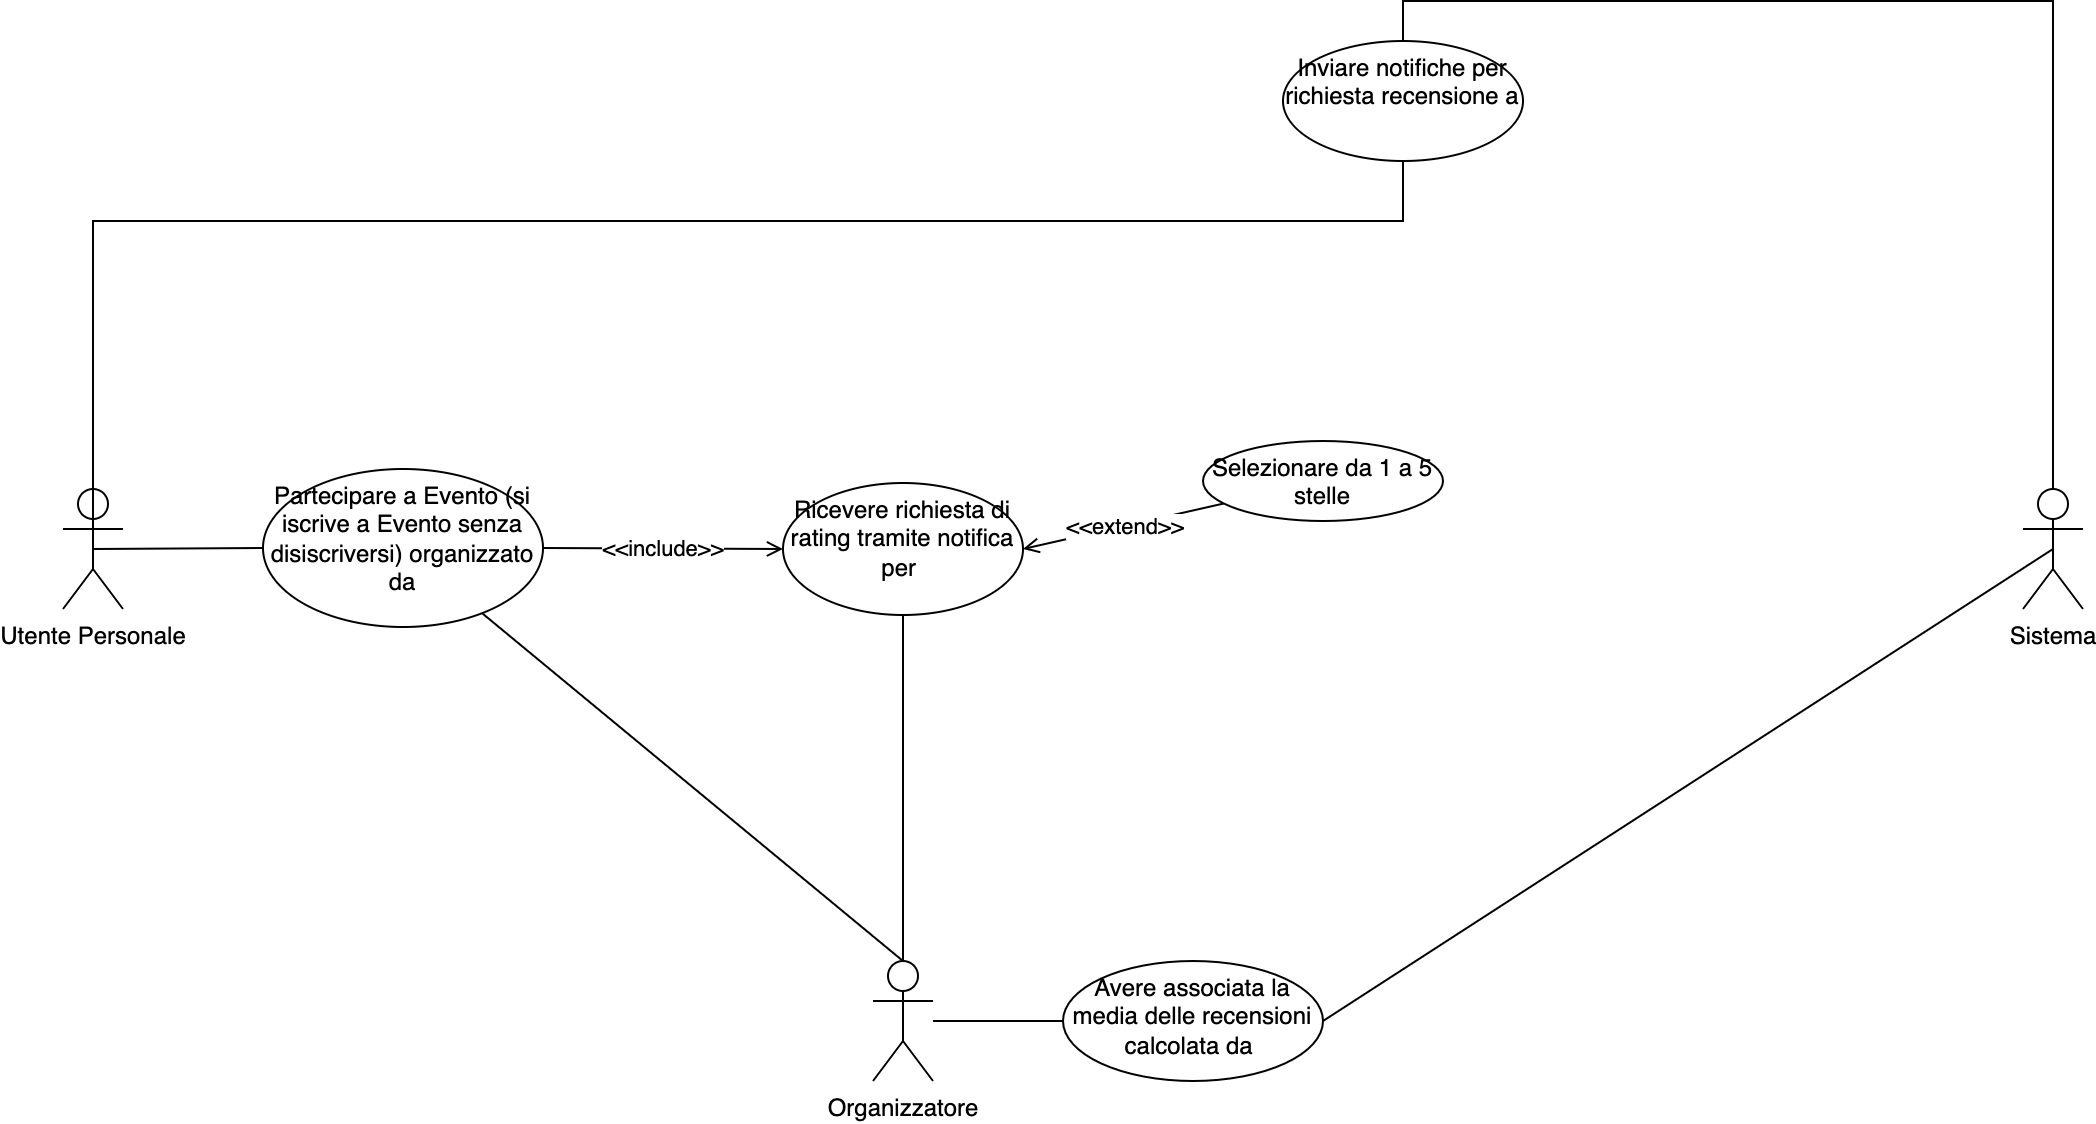 Inviare notifiche per
richiesta recensione a
Selezionare da 1 a 5
stelle
Partecipare a Evento (si
iscrive a Evento senza
disiscriversi) organizzato
da
<<include>>
Ricevere richiesta di
rating tramite notifica
per
<<extend>>
Utente Personale
Sistema
Avere associata la
media delle recensioni
calcolata da
Organizzatore